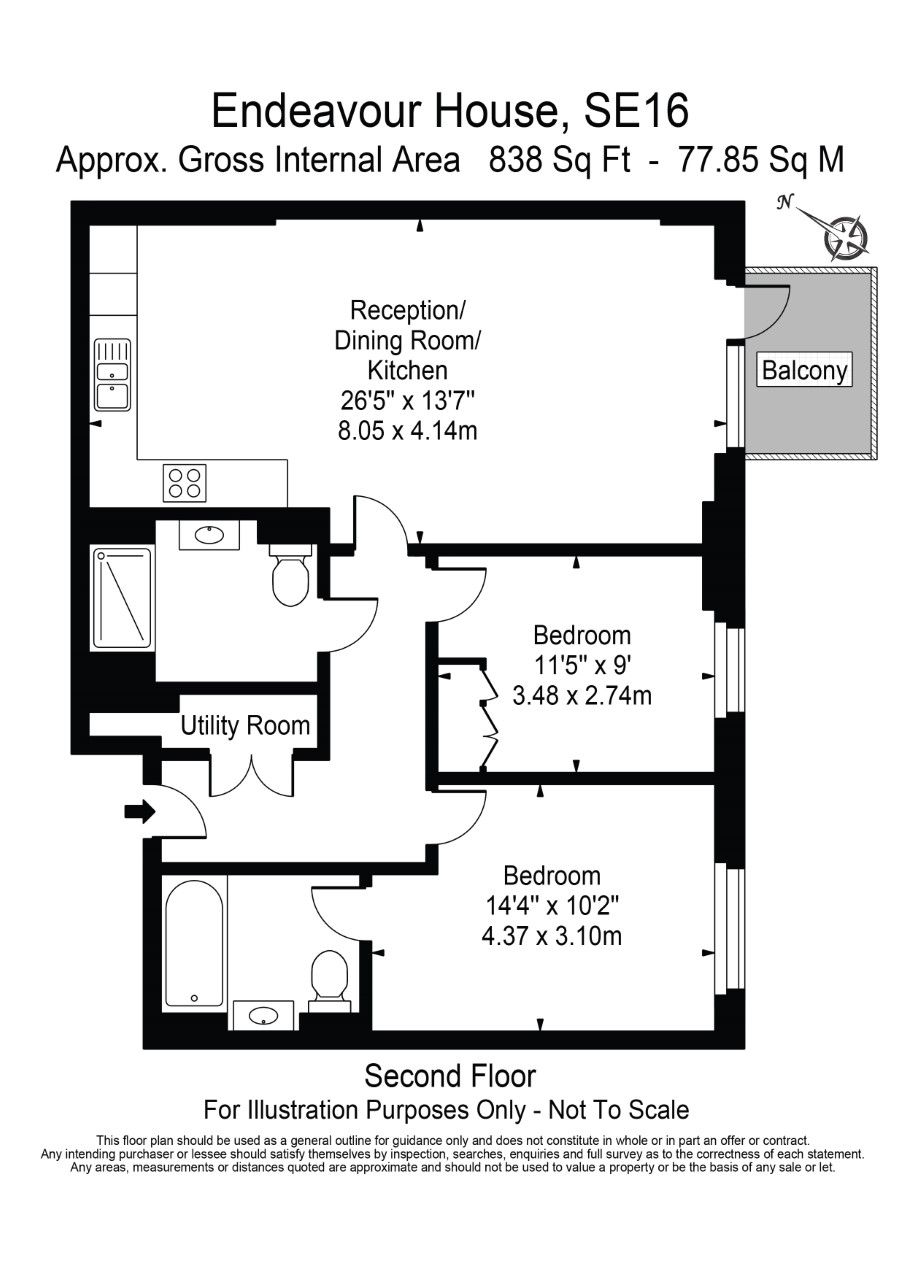 Endeavour House, SE16
Approx. Gross Internal Area 838 Sq Ft - 77.85 Sq M
N
Reception/
Dining Room/
Kitchen
26'5" x 13'7"
8.05 x 4.14m
Balcony
Bedroom
11'5" x 9'
3.48 x 2.74m
Utility Room
Bedroom
14'4" x 10'2"
4.37 x 3.10m
Second Floor
For Illustration Purposes Only - Not To Scale
This floor plan should be used as a general outline for guidance only and does not constitute in whole or in part an offer or contract.
Any intending purchaser or lessee should satisfy themselves by inspection, searches, enquiries and full survey as to the correctness of each statement.
Any areas, measurements or distances quoted are approximate and should not be used to value a property or be the basis of any sale or let.